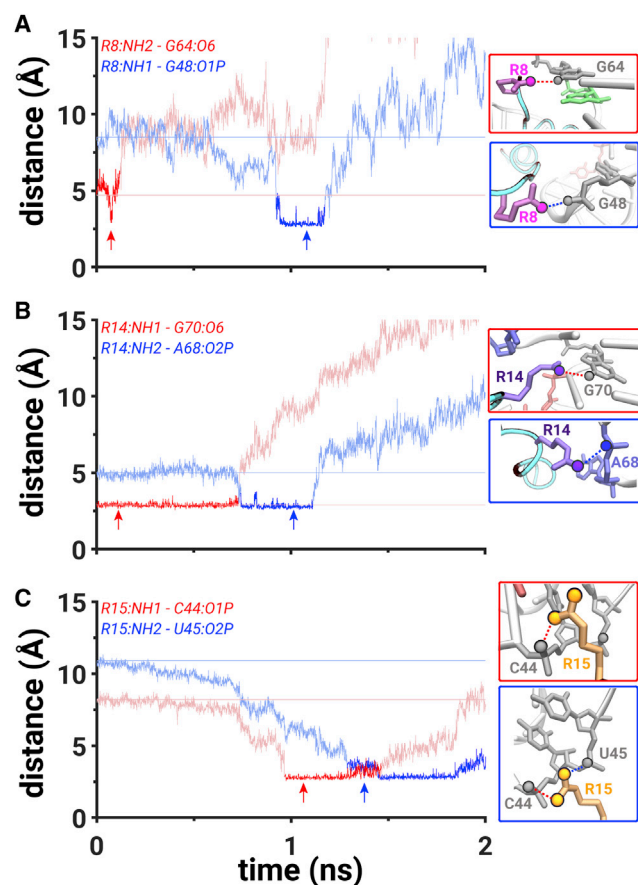 A
R8:NH2 - G64:O6
R8:NH1 - G48:O1P
distance (Å)
15
10
5
0
R8
G64
R8
G48
B
R14:NH1 - G70:O6
R14:NH2 - A68:O2P
distance (Å)
15
10
5
0
R14
G70
R14
A68
C
R15:NH1 - C44:O1P
R15:NH2 - U45:O2P
distance (Å)
15
10
5
0
0
1
2
time (ns)
C44
R15
U45
C44
R15